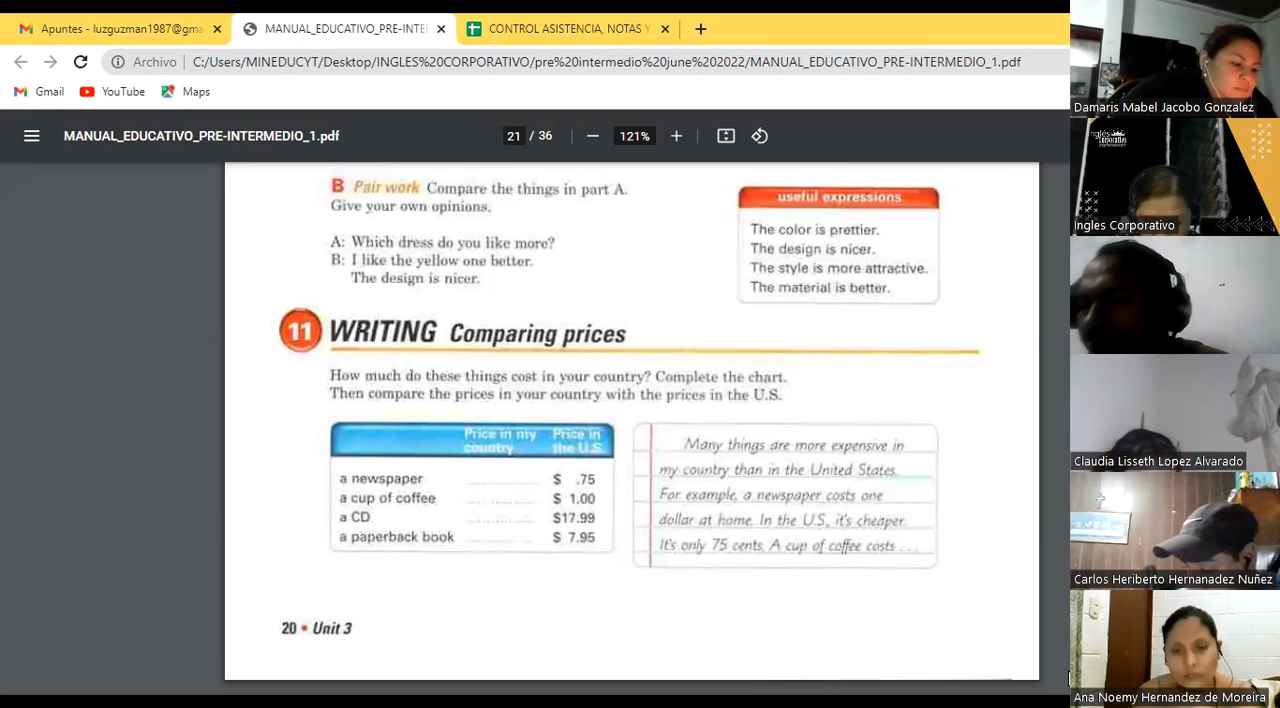 Apuntes - luzguzman1987@gma
MANUAL_EDUCATIVO_PRE-INTE
CONTROL ASISTENCIA, NOTAS Y
Archivo
C:/Users/MINEDUCYT/Desktop/INGLES%20CORPORATIVO/pre%20intermedio%20june%202022/MANUAL_EDUCATIVO_PRE-INTERMEDIO_1.pdf
Gmail YouTube Maps
MANUAL_EDUCATIVO_PRE-INTERMEDIO_1.pdf
21 / 36
121%
B Pair work Compare the things in part A.
Give your own opinions.
A: Which dress do you like more?
B: I like the yellow one better.
The design is nicer.
useful expressions
The color is prettier.
The design is nicer.
The style is more attractive.
The material is better.
11 WRITING Comparing prices
How much do these things cost in your country? Complete the chart.
Then compare the prices in your country with the prices in the U.S.
Price in my country
Price in the U.S.
a newspaper .............. $ .75
a cup of coffee .............. $ 1.00
a CD .............. $17.99
a paperback book .............. $ 7.95
Many things are more expensive in
my country than in the United States.
For example, a newspaper costs one
dollar at home. In the U.S., it's cheaper.
It's only 75 cents. A cup of coffee costs . . .
20 • Unit 3
Damaris Mabel Jacobo Gonzalez
Inglés
Corporativo
Ingles Corporativo
Claudia Lisseth Lopez Alvarado
Carlos Heriberto Hernanadez Nuñez
Ana Noemy Hernandez de Moreira